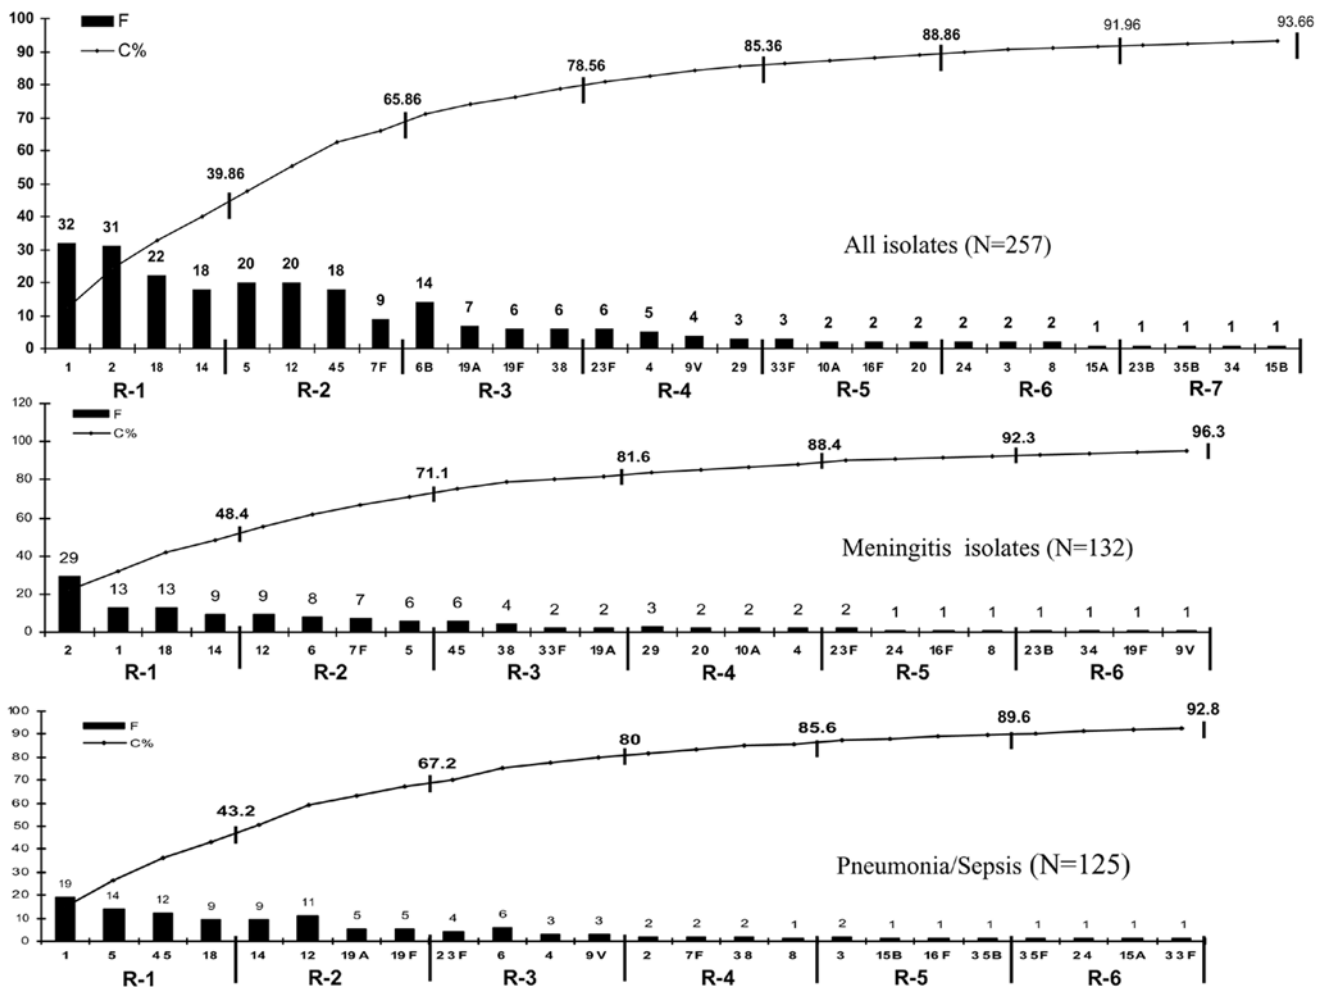 100
90
80
70
60
50
40
30
20
10
0
F
C%
39.86
65.86
78.56
85.36
88.86
91.96
93.66
32 31 22 18 20 20 18 9 14 7 6 6 6 5 4 3 3 2 2 2 2 2 2 1 1 1 1 1
All isolates (N=257)
1 2 18 14 5 12 45 7F 6B 19A 19F 38 23F 4 9V 29 33F 10A 16F 20 24 3 8 15A 23B 35B 34 15B
R-1 R-2 R-3 R-4 R-5 R-6 R-7
120
100
80
60
40
20
0
F
C%
48.4
71.1
81.6
88.4
92.3
96.3
29 13 13 9 9 8 7 6 6 4 2 2 3 2 2 2 2 1 1 1 1 1 1 1
Meningitis isolates (N=132)
2 1 18 14 12 6 7F 5 45 38 33F 19A 29 20 10A 4 23F 24 16F 8 23B 34 19F 9V
R-1 R-2 R-3 R-4 R-5 R-6
100
90
80
70
60
50
40
30
20
10
0
F
C%
43.2
67.2
80
85.6
89.6
92.8
19 14 12 9 9 11 5 5 4 6 3 3 2 2 2 1 2 1 1 1 1 1 1 1
Pneumonia/Sepsis (N=125)
1 5 45 18 14 12 19A 19F 23F 6 4 9V 2 7F 38 8 3 15B 16F 35B 35F 24 15A 33F
R-1 R-2 R-3 R-4 R-5 R-6